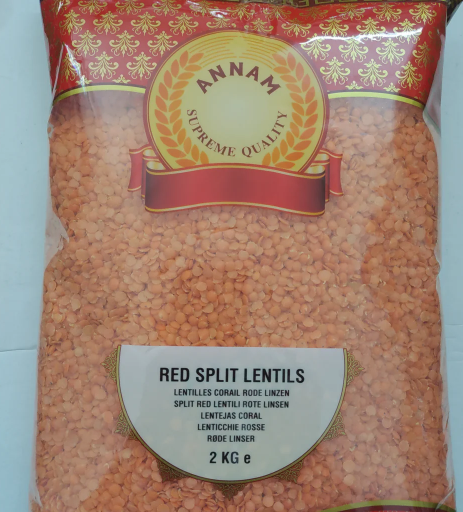 ANNAM
SUPREME QUALITY
RED SPLIT LENTILS
LENTILLES CORAIL RODE LINZEN
SPLIT RED LENTILI ROTE LINSEN
LENTEJAS CORAL
LENTICCHIE ROSSE
RØDE LINSER
2 KG e